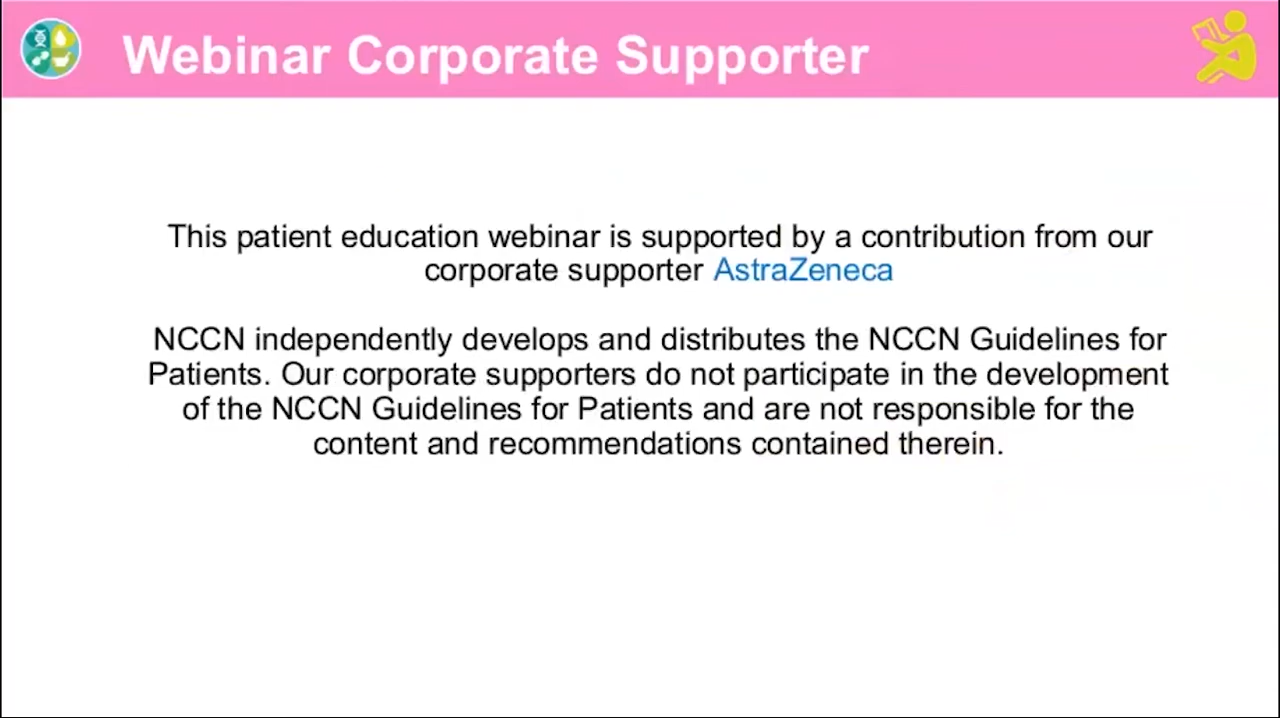 Webinar Corporate Supporter
This patient education webinar is supported by a contribution from our
corporate supporter AstraZeneca
NCCN independently develops and distributes the NCCN Guidelines for
Patients. Our corporate supporters do not participate in the development
of the NCCN Guidelines for Patients and are not responsible for the
content and recommendations contained therein.